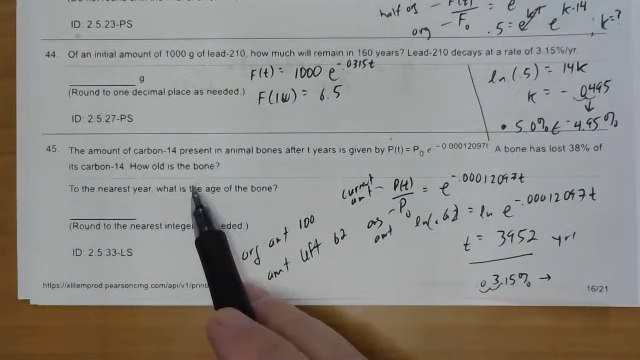 half org - F(t)/F₀ = e^kt
ID: 2.5.23-PS
.5 = e^k·14 ; k=?
44. Of an initial amount of 1000 g of lead-210, how much will remain in 160 years? Lead-210 decays at a rate of 3.15%/yr.
g
F(t) = 1000 e^-.0315t
(Round to one decimal place as needed.)
F(160) = 6.5
ID: 2.5.27-PS
ln(.5) = 14k
k = - .0495
• 5.0% -4.95%
45. The amount of carbon-14 present in animal bones after t years is given by P(t) = P₀ e^-0.00012097t. A bone has lost 38% of
its carbon-14. How old is the bone?
To the nearest year, what is the age of the bone?
(Round to the nearest integer needed.)
ID: 2.5.33-LS
org amt 100
amt left 62
current amt - P(t)/P₀ = e^-.00012097t
org amt
ln(.62) = ln e^-.00012097t
t = 3952 yrs
03.15% →
https://xlitemprod.pearsoncmg.com/api/v1/print
16/21